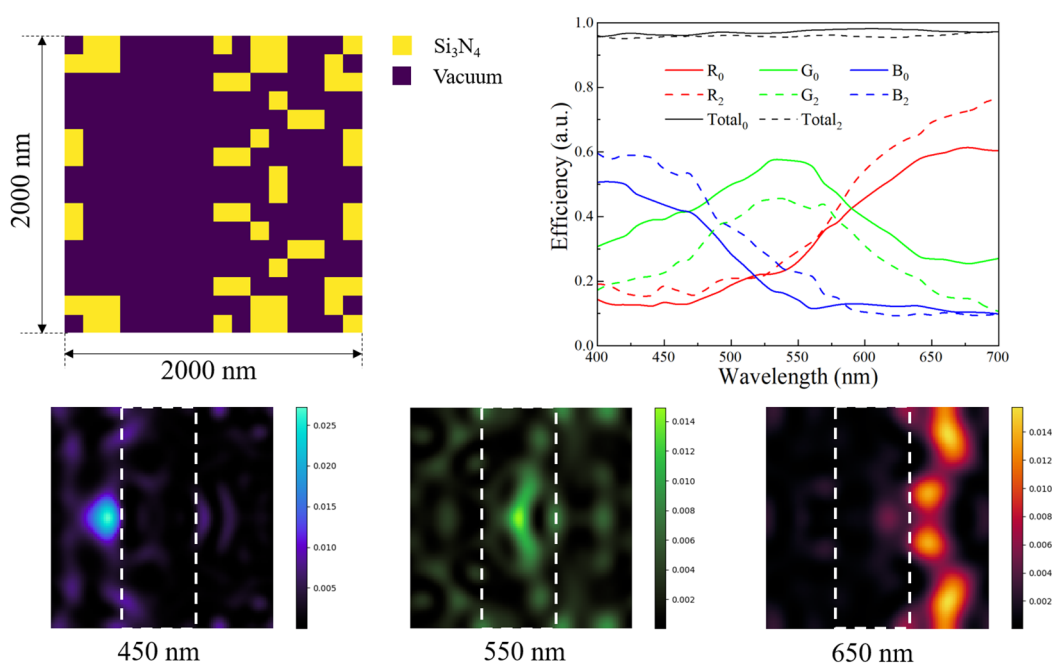 Si₃N₄
Vacuum
2000 nm
2000 nm
1.0
0.8
0.6
0.4
0.2
0.0
Efficiency (a.u.)
R₀ G₀ B₀
R₂ G₂ B₂
Total₀ Total₂
400 450 500 550 600 650 700
Wavelength (nm)
0.025
0.020
0.015
0.010
0.005
450 nm
0.014
0.012
0.010
0.008
0.006
0.004
0.002
550 nm
0.014
0.012
0.010
0.008
0.006
0.004
0.002
650 nm